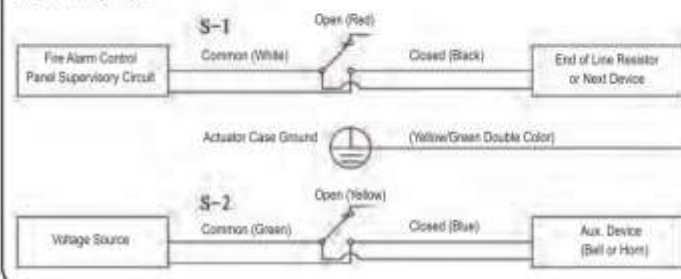 S-1
Open (Red)
Fire Alarm Control
Panel Supervisory Circuit
Common (White)
Closed (Black)
End of Line Resistor
or Next Device
Actuator Case Ground
(Yellow/Green Double Color)
S-2
Open (Yellow)
Voltage Source
Common (Green)
Closed (Blue)
Aux. Device
(Bell or Horn)